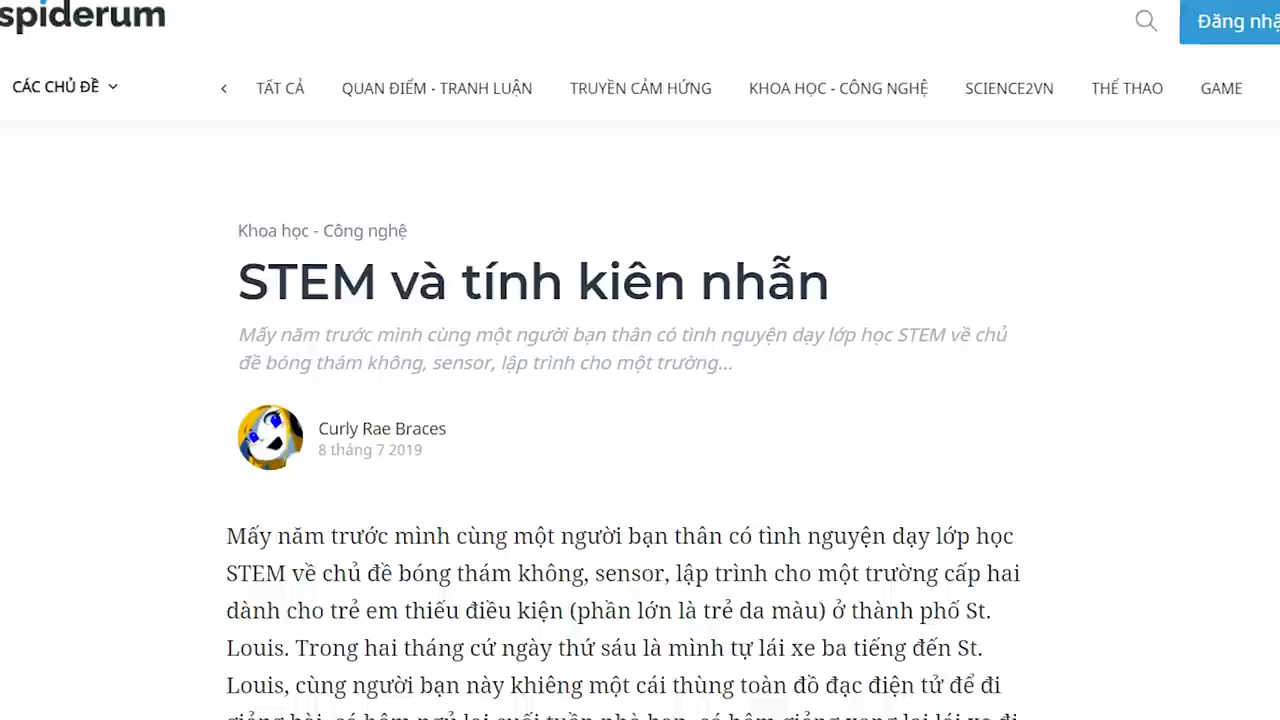 spiderum
Đăng nhậ
CÁC CHỦ ĐỀ
TẤT CẢ QUAN ĐIỂM - TRANH LUẬN TRUYỀN CẢM HỨNG KHOA HỌC - CÔNG NGHỆ SCIENCE2VN THỂ THAO GAME
Khoa học - Công nghệ
STEM và tính kiên nhẫn
Mấy năm trước mình cùng một người bạn thân có tình nguyện dạy lớp học STEM về chủ
đề bóng thám không, sensor, lập trình cho một trường...
Curly Rae Braces
8 tháng 7 2019
Mấy năm trước mình cùng một người bạn thân có tình nguyện dạy lớp học
STEM về chủ đề bóng thám không, sensor, lập trình cho một trường cấp hai
dành cho trẻ em thiếu điều kiện (phần lớn là trẻ da màu) ở thành phố St.
Louis. Trong hai tháng cứ ngày thứ sáu là mình tự lái xe ba tiếng đến St.
Louis, cùng người bạn này khiêng một cái thùng toàn đồ đạc điện tử để đi